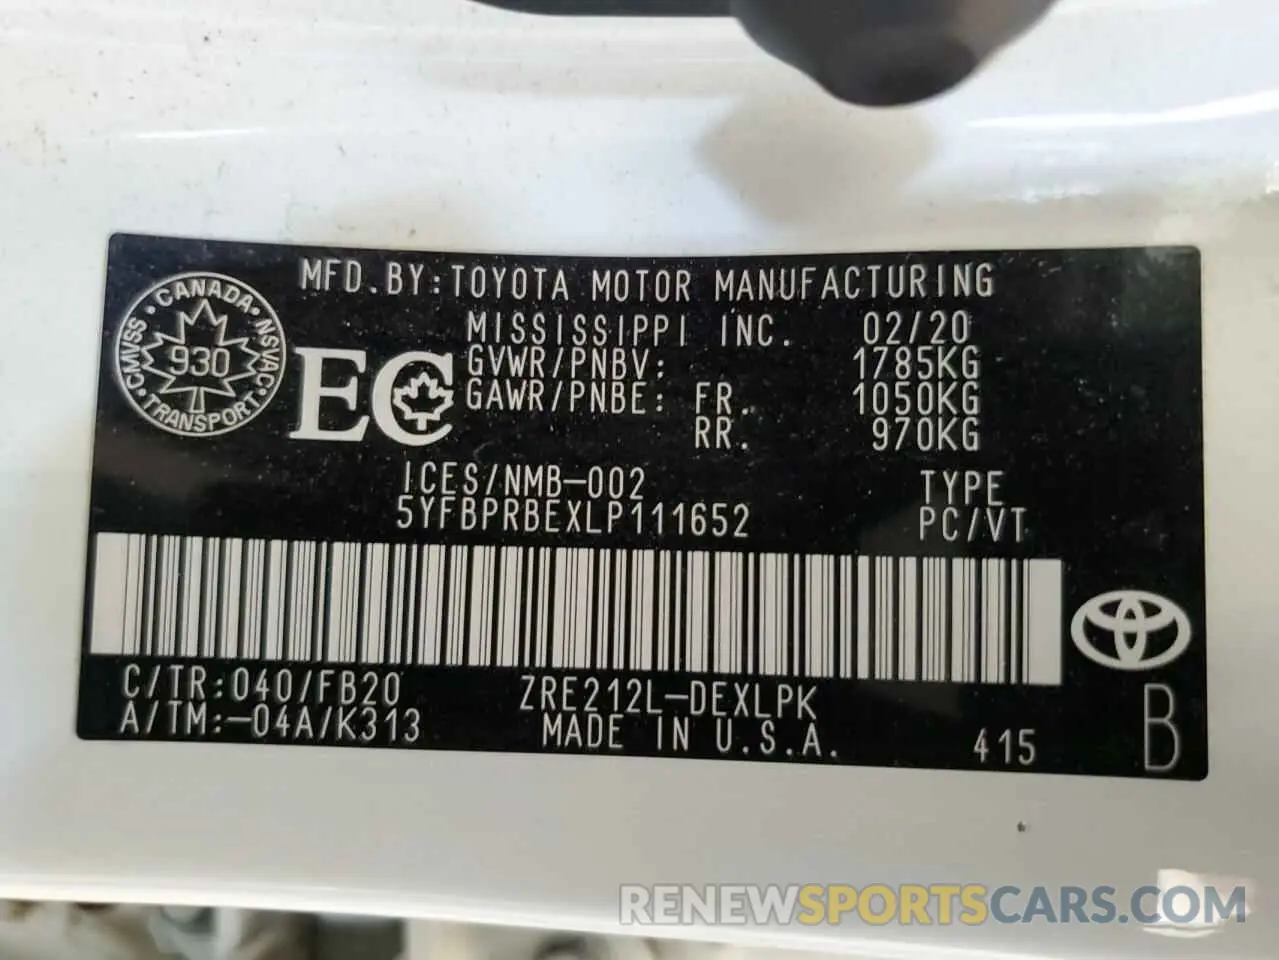 MFD.BY:TOYOTA MOTOR MANUFACTURING
MISSISSIPPI INC. 02/20
GVWR/PNBV: 1785KG
GAWR/PNBE: FR. 1050KG
RR. 970KG
CANADA
CMVSS 930 NSVAC
TRANSPORT
EC
ICES/NMB-002 TYPE
5YFBPRBEXLP111652 PC/VT
C/TR:040/FB20 ZRE212L-DEXLPK
A/TM:-04A/K313 MADE IN U.S.A. 415 B
RENEWSPORTSCARS.COM